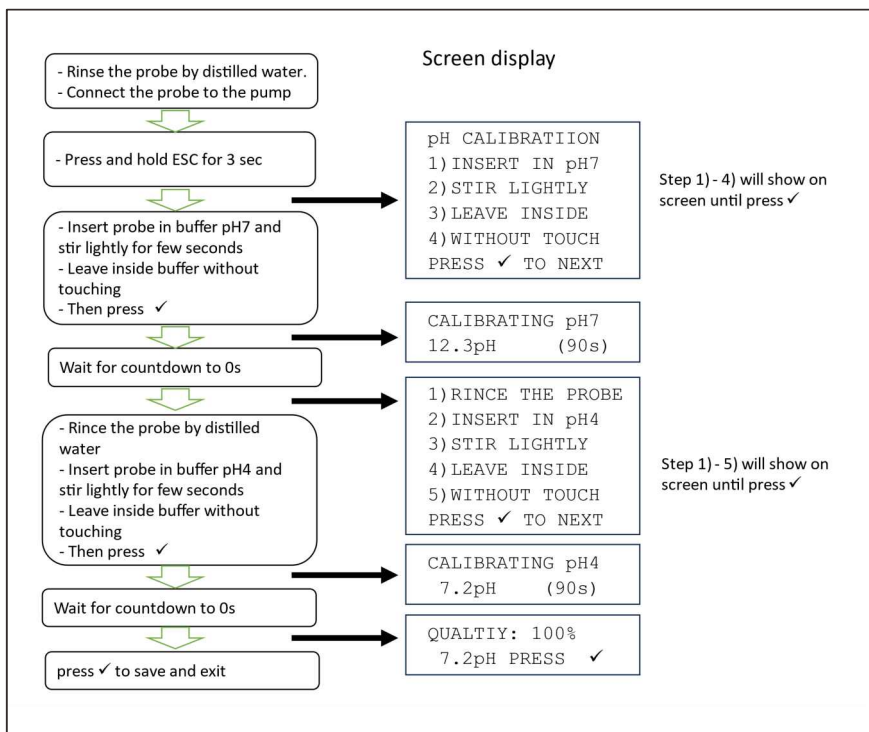 Screen display
- Rinse the probe by distilled water.
- Connect the probe to the pump
- Press and hold ESC for 3 sec
pH CALIBRATIION
1)INSERT IN pH7
2)STIR LIGHTLY
3)LEAVE INSIDE
4)WITHOUT TOUCH
PRESS ✓ TO NEXT
Step 1) - 4) will show on
screen until press ✓
- Insert probe in buffer pH7 and
stir lightly for few seconds
- Leave inside buffer without
touching
- Then press ✓
CALIBRATING pH7
12.3pH (90s)
Wait for countdown to 0s
1)RINCE THE PROBE
2)INSERT IN pH4
3)STIR LIGHTLY
4)LEAVE INSIDE
5)WITHOUT TOUCH
PRESS ✓ TO NEXT
Step 1) - 5) will show on
screen until press ✓
- Rince the probe by distilled
water
- Insert probe in buffer pH4 and
stir lightly for few seconds
- Leave inside buffer without
touching
- Then press ✓
CALIBRATING pH4
7.2pH (90s)
Wait for countdown to 0s
QUALTIY: 100%
7.2pH PRESS ✓
press ✓ to save and exit